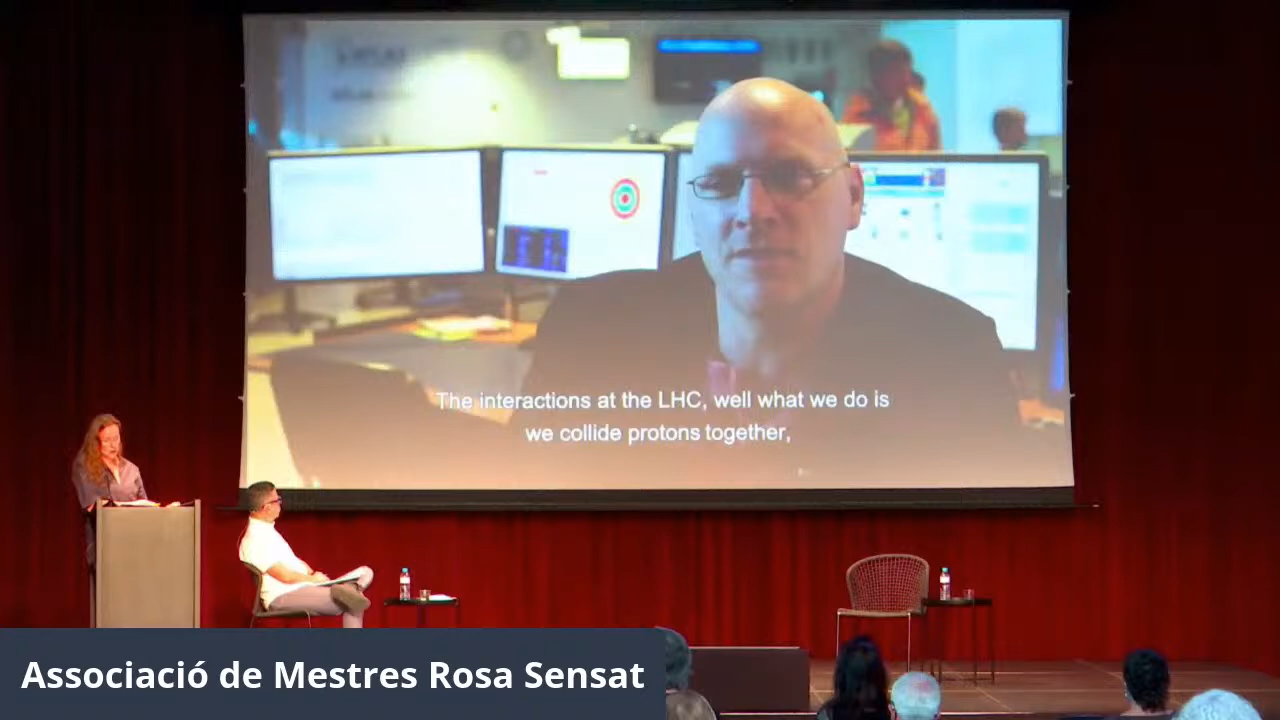 The interactions at the LHC, well what we do is
we collide protons together,
Associació de Mestres Rosa Sensat